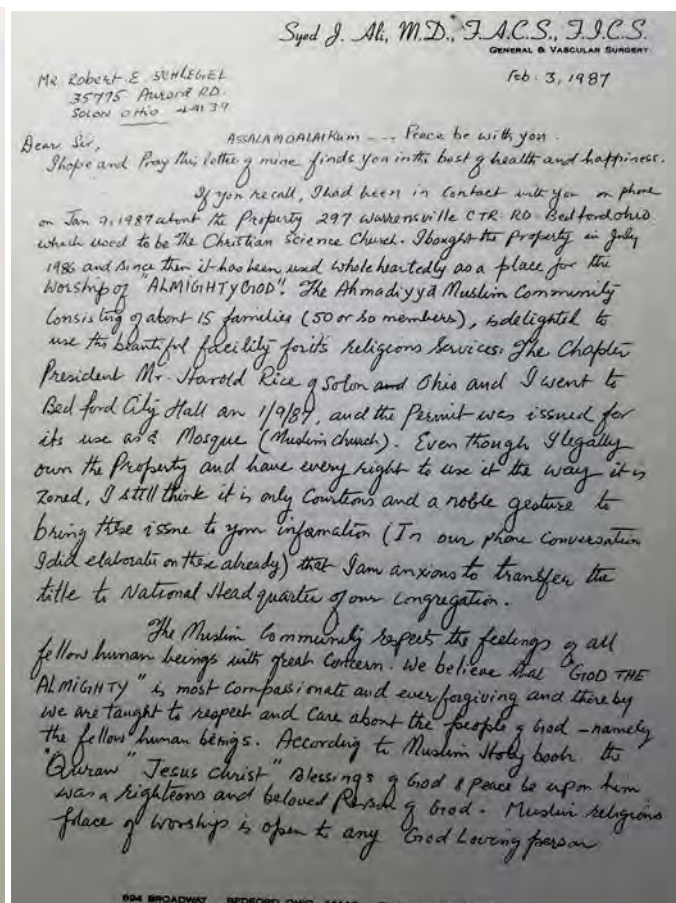 Syed J. Ali, M.D., F.A.C.S., F.I.C.S.
GENERAL & VASCULAR SURGERY
Feb. 3, 1987
Mr. Robert E. SCHLEGEL
35775 Aurora RD.
SOLON OHIO 44139
Dear Sir,
ASSALAMOALAIKUM --- Peace be with you.
I hope and Pray this letter of mine finds you in the best of health and happiness.
If you recall, I had been in Contact with you on phone
on Jan 9, 1987 about the Property 297 Warrensville CTR. RD. Bedford ohio
which used to be The Christian Science Church. I bought the Property in July
1986 and since then it has been used wholeheartedly as a place for the
Worship of "ALMIGHTY GOD". The Ahmadiyya Muslim Community
Consisting of about 15 families (50 or so members), is delighted to
use this beautiful facility for its religious services. The Chapter
President Mr. Harold Rice of Solon and Ohio and I went to
Bedford City Hall on 1/9/87, and the Permit was issued for
its use as a Mosque (Muslim church). Even though I legally
own the Property and have every right to use it the way it is
zoned, I still think it is only Courteous and a noble gesture to
bring these issue to your information (In our phone conversation
I did elaborate on these already) that I am anxious to transfer the
title to National Headquarter of our Congregation.
The Muslim Community respect the feelings of all
fellow human beings with great Concern. We believe that "GOD THE
ALMIGHTY" is most Compassionate and ever forgiving and thereby
we are taught to respect and Care about the people of God - namely
the fellow human beings. According to Muslim Holy book the
"Quran" "Jesus Christ" Blessings of God & peace be upon him
was a righteous and beloved Person of God. Muslim religious
place of worship is open to any God Loving person
694 BROADWAY BEDFORD OHIO